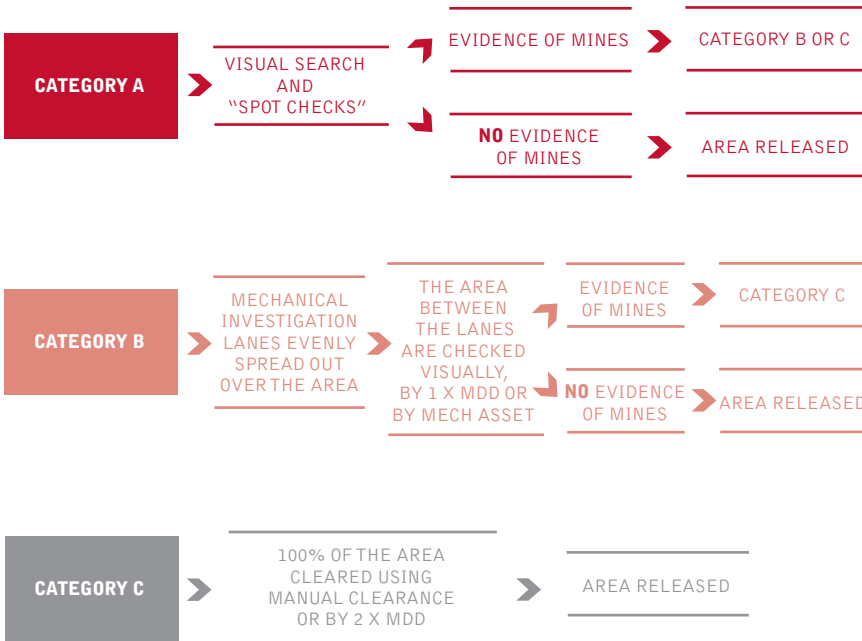 CATEGORY A
VISUAL SEARCH
AND
“SPOT CHECKS”
EVIDENCE OF MINES
CATEGORY B OR C
NO EVIDENCE
OF MINES
AREA RELEASED
CATEGORY B
MECHANICAL
INVESTIGATION
LANES EVENLY
SPREAD OUT
OVER THE AREA
THE AREA
BETWEEN
THE LANES
ARE CHECKED
VISUALLY,
BY 1 X MDD OR
BY MECH ASSET
EVIDENCE
OF MINES
CATEGORY C
NO EVIDENCE
OF MINES
AREA RELEASED
CATEGORY C
100% OF THE AREA
CLEARED USING
MANUAL CLEARANCE
OR BY 2 X MDD
AREA RELEASED